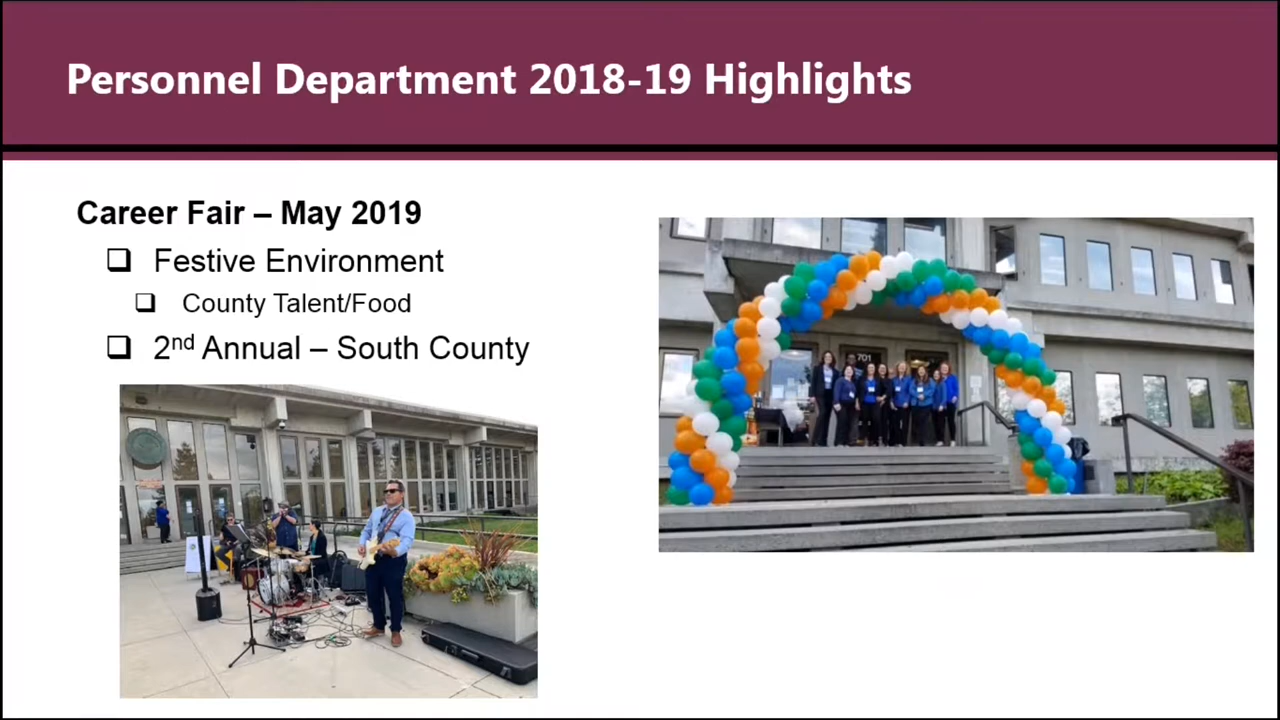 Personnel Department 2018-19 Highlights
Career Fair – May 2019
❑ Festive Environment
❑ County Talent/Food
❑ 2nd Annual – South County
701